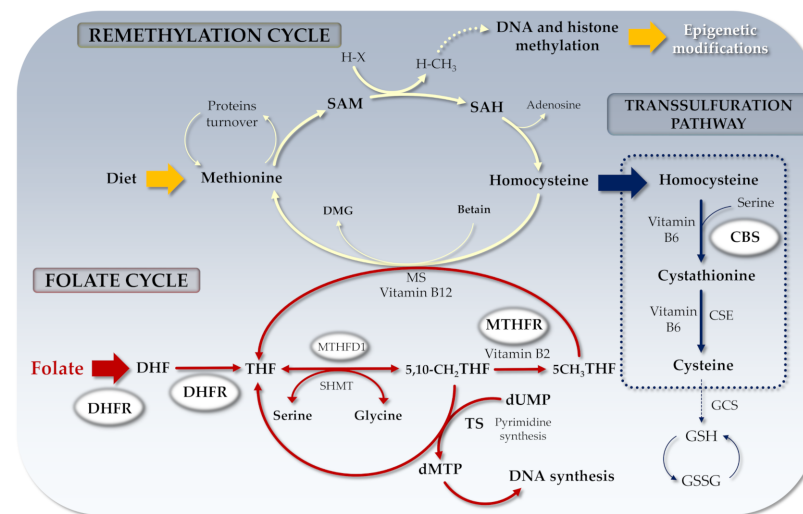 REMETHYLATION CYCLE
DNA and histone
methylation
Epigenetic
modifications
H-X
H-CH₃
SAM
SAH
Adenosine
Proteins
turnover
TRANSSULFURATION
PATHWAY
Diet
Methionine
Homocysteine
Homocysteine
Serine
Vitamin
B6
CBS
DMG
Betain
Cystathionine
MS
Vitamin B12
FOLATE CYCLE
Vitamin
B6
CSE
MTHFR
MTHFD1
Vitamin B2
Cysteine
Folate
DHF
THF
5,10-CH₂THF
5CH₃THF
DHFR
DHFR
SHMT
Serine
Glycine
dUMP
TS
Pyrimidine
synthesis
GCS
GSH
dMTP
DNA synthesis
GSSG